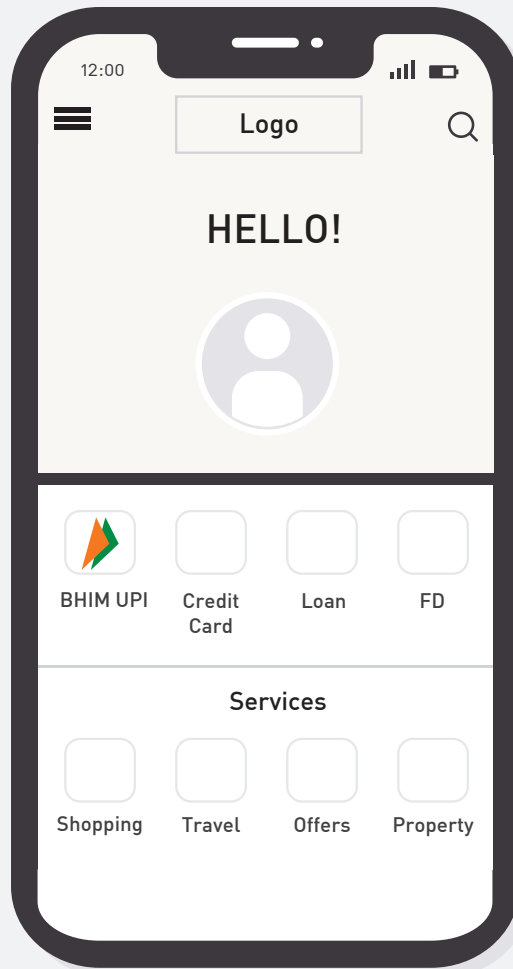 12:00
Logo
HELLO!
BHIM UPI
Credit
Card
Loan
FD
Services
Shopping
Travel
Offers
Property